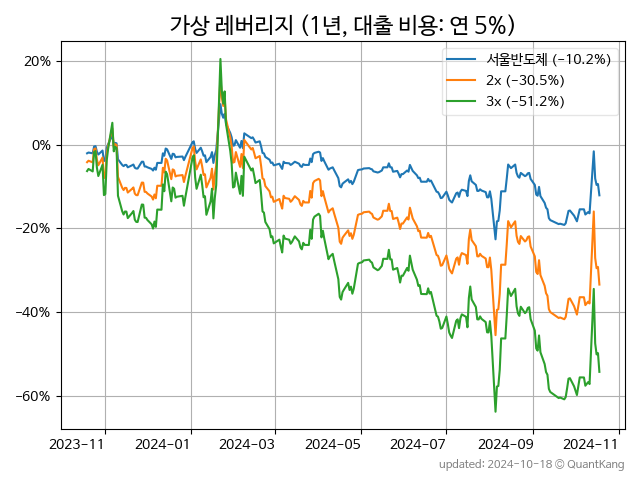 가상 레버리지 (1년, 대출 비용: 연 5%)
서울반도체 (-10.2%)
2x (-30.5%)
3x (-51.2%)
20%
0%
-20%
-40%
-60%
2023-11 2024-01 2024-03 2024-05 2024-07 2024-09 2024-11
updated: 2024-10-18 © QuantKang